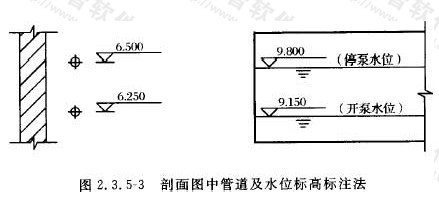 6.500
6.250
9.800 (停泵水位)
9.150 (开泵水位)
图 2.3.5-3 剖面图中管道及水位标高标注法